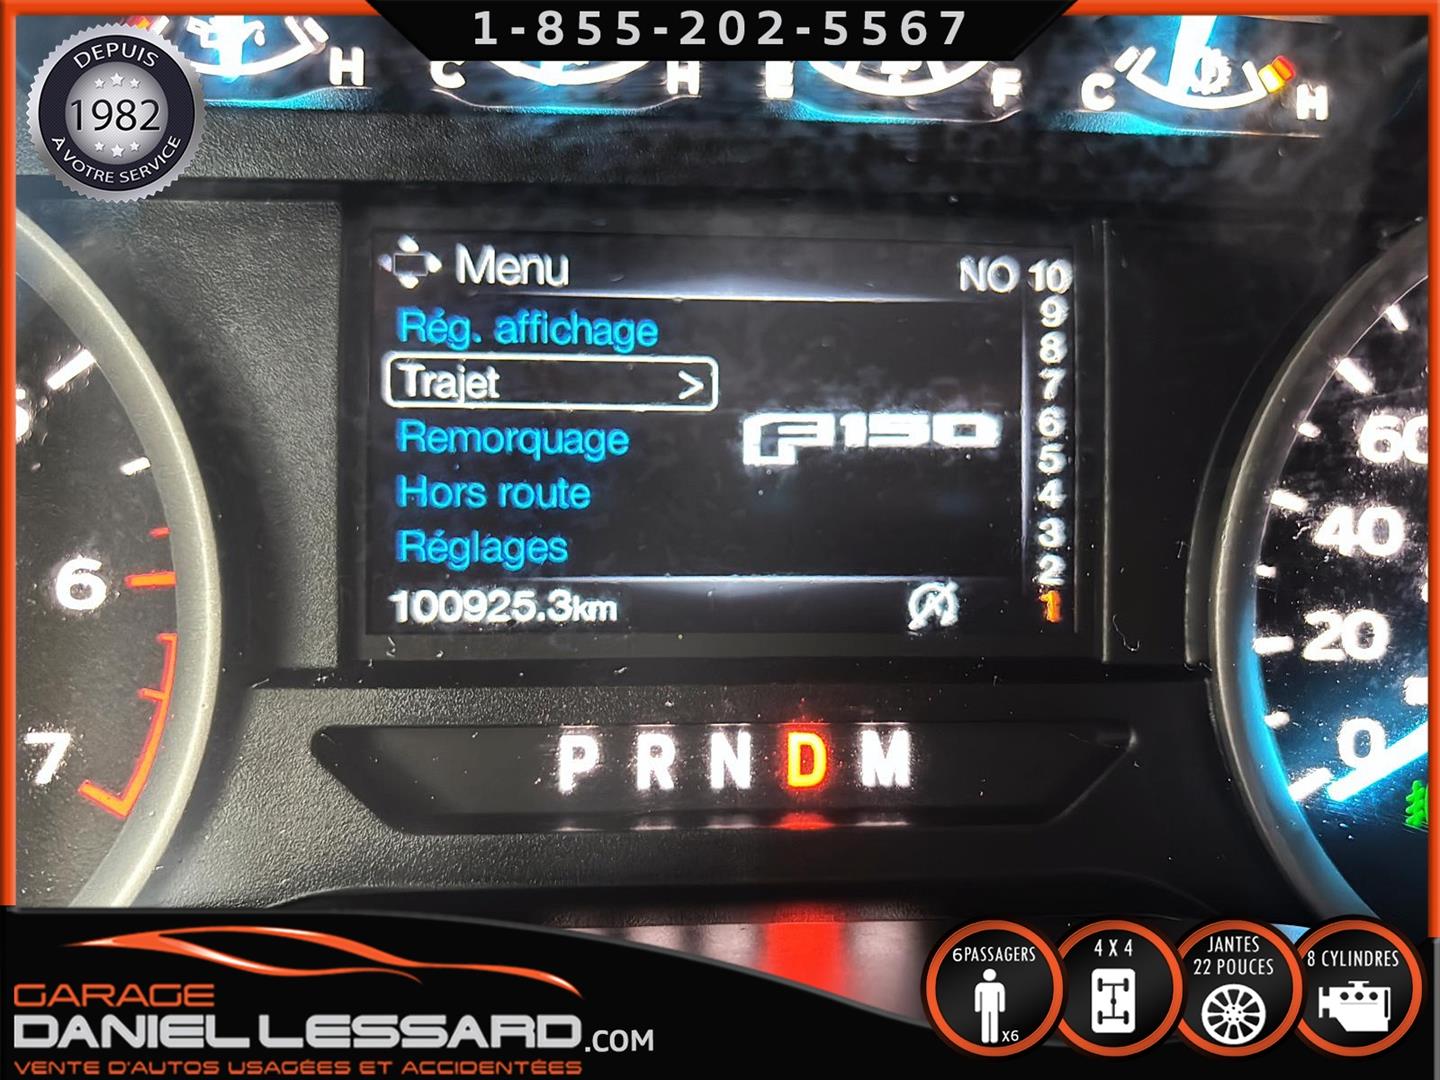 1-855-202-5567
DEPUIS
1982
À VOTRE SERVICE
H
C H
E F
C H
Menu
NO 10
Rég. affichage
9
8
Trajet >
7
Remorquage
F150
6
5
Hors route
4
3
Réglages
2
100925.3km
1
6
7
60
40
20
0
P R N D M
GARAGE
DANIEL LESSARD.COM
VENTE D'AUTOS USAGÉES ET ACCIDENTÉES
6 PASSAGERS
X6
4 X 4
JANTES
22 POUCES
8 CYLINDRES